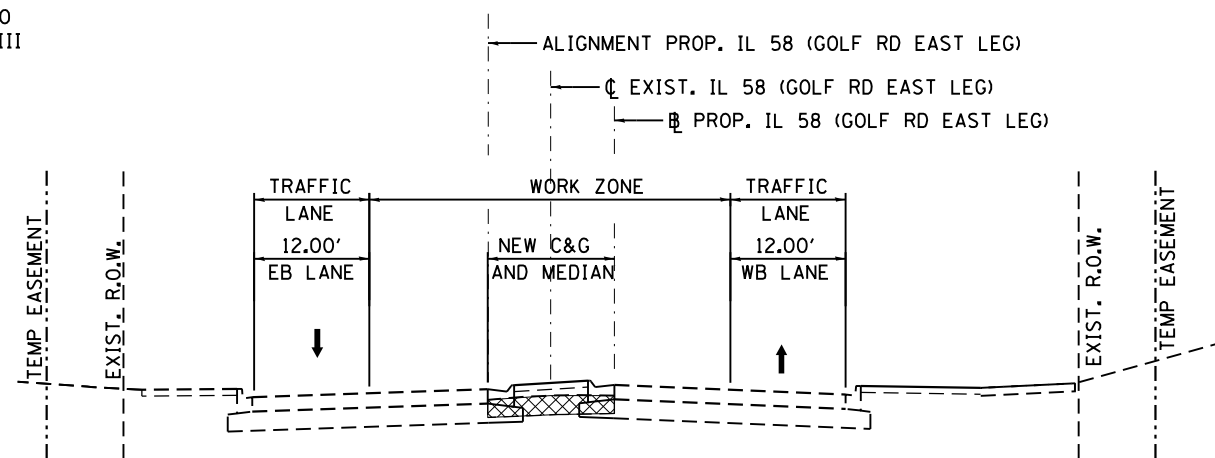 O
III
ALIGNMENT PROP. IL 58 (GOLF RD EAST LEG)
℄ EXIST. IL 58 (GOLF RD EAST LEG)
BL PROP. IL 58 (GOLF RD EAST LEG)
TRAFFIC
LANE
12.00'
EB LANE
WORK ZONE
NEW C&G
AND MEDIAN
TRAFFIC
LANE
12.00'
WB LANE
TEMP EASEMENT
EXIST. R.O.W.
EXIST. R.O.W.
TEMP EASEMENT